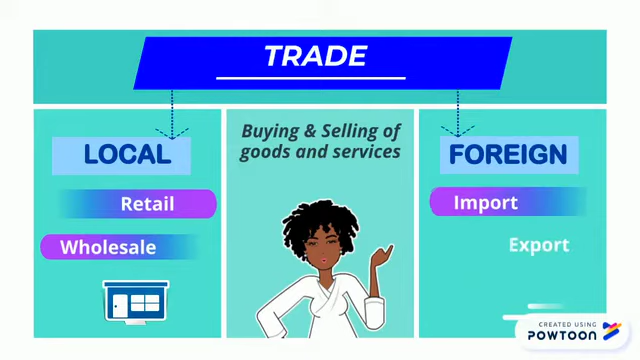 TRADE
Buying & Selling of
goods and services
LOCAL
Retail
Wholesale
FOREIGN
Import
Export
CREATED USING
POWTOON